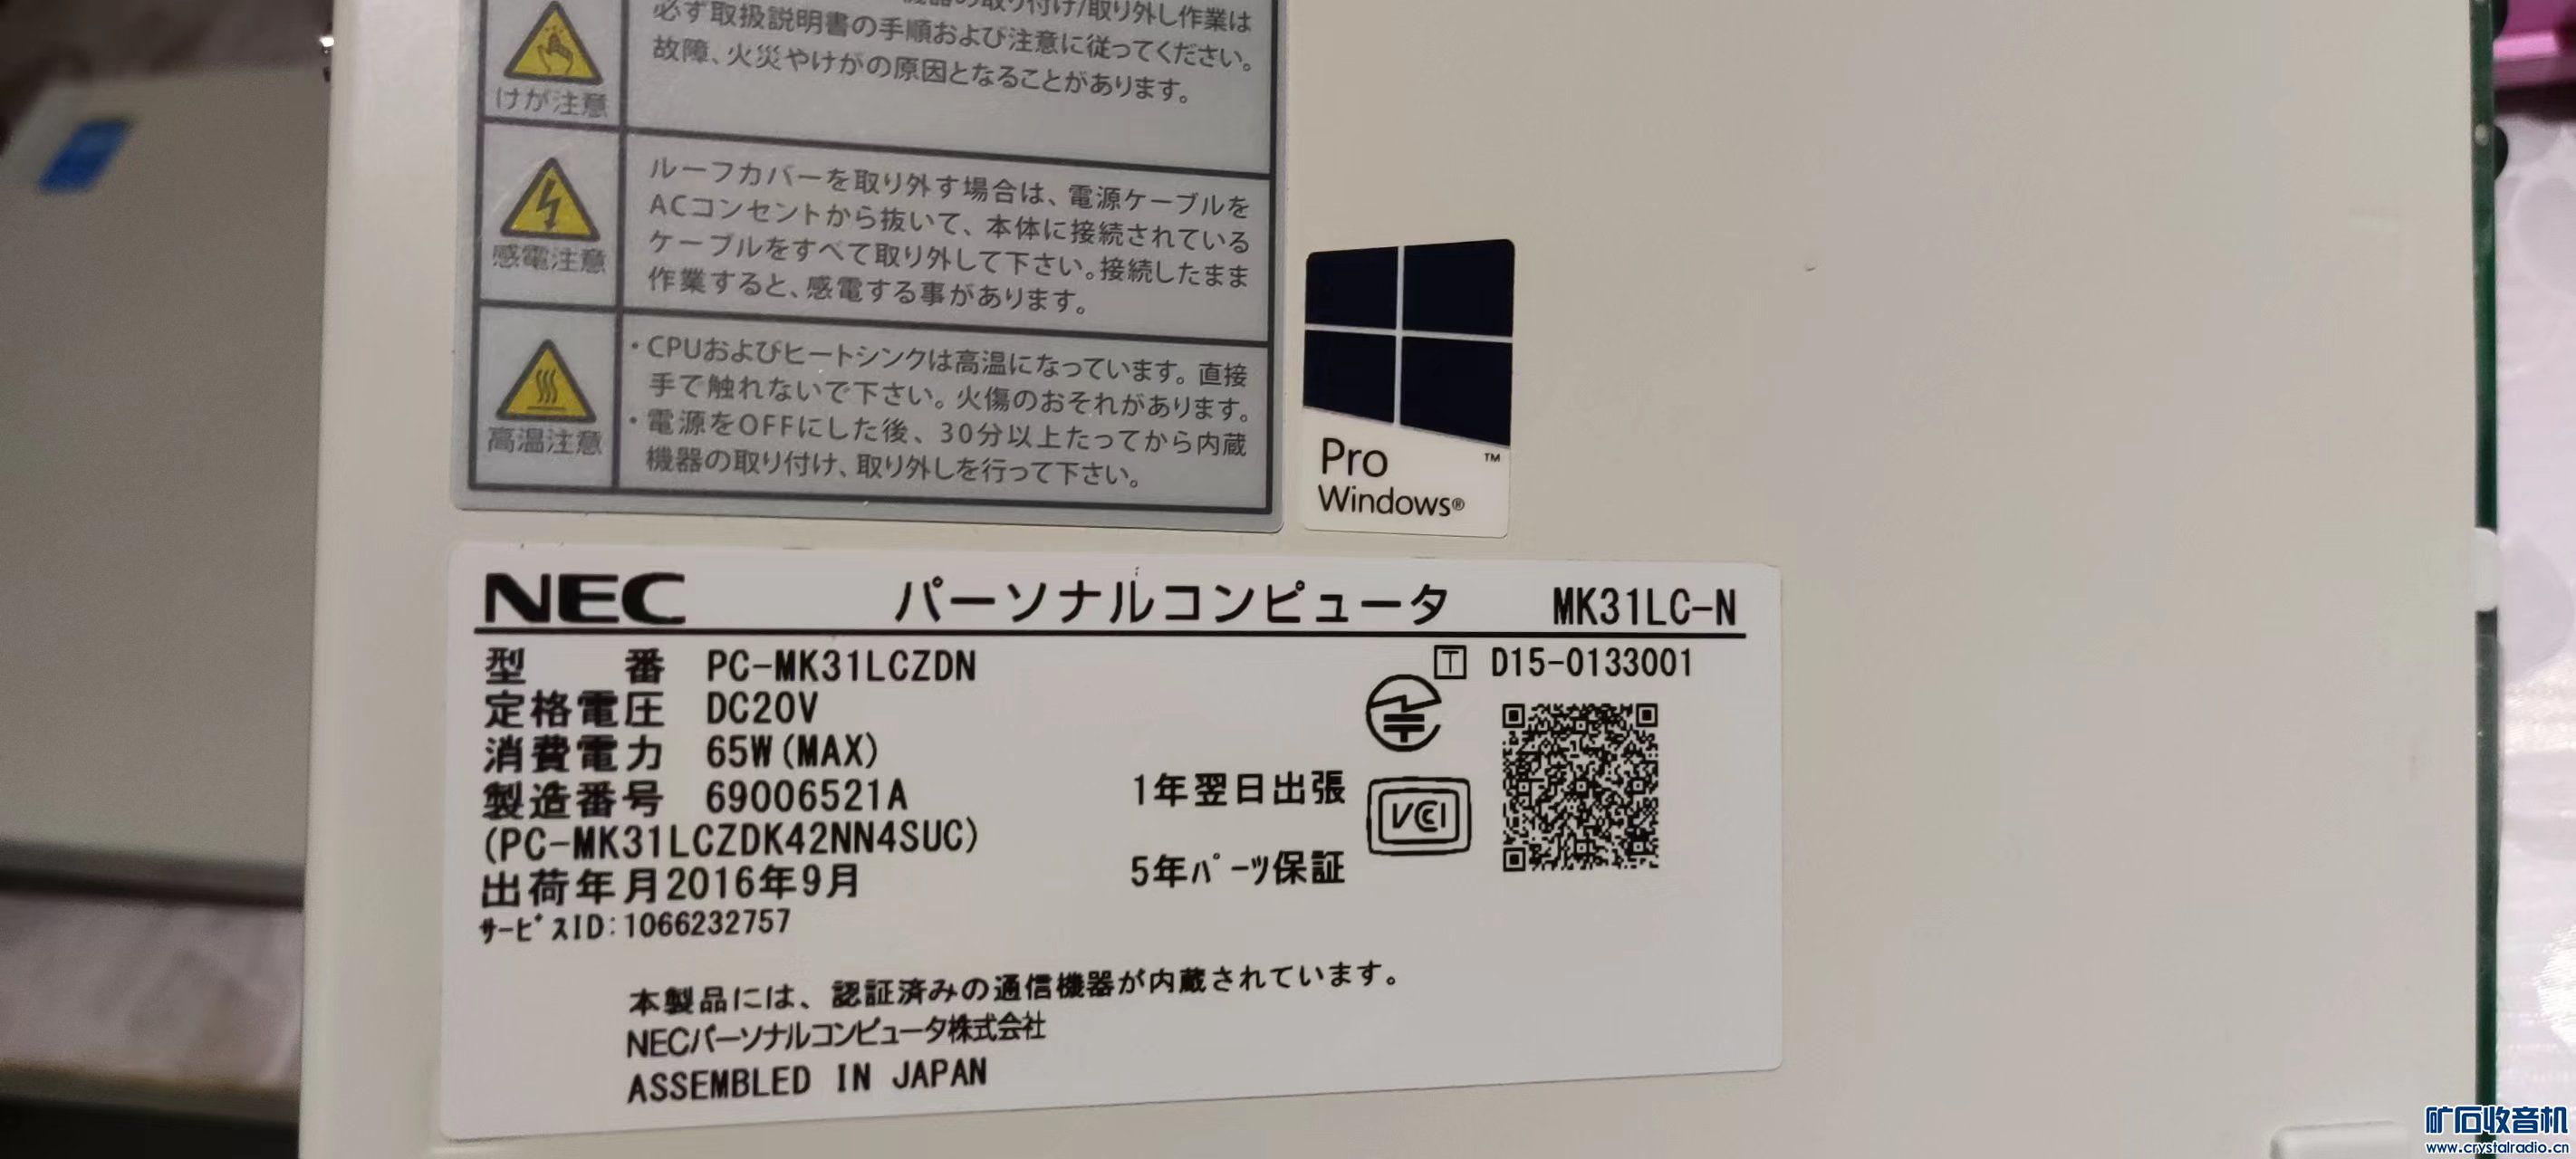 の取り付け/取り外し作業は
必ず取扱説明書の手順および注意に従ってください。
故障、火災やけがの原因となることがあります。
けが注意
ルーフカバーを取り外す場合は、電源ケーブルを
ACコンセントから抜いて、本体に接続されている
ケーブルをすべて取り外して下さい。接続したまま
作業すると、感電する事があります。
感電注意
・CPUおよびヒートシンクは高温になっています。直接
手で触れないで下さい。火傷のおそれがあります。
・電源をOFFにした後、30分以上たってから内蔵
機器の取り付け、取り外しを行って下さい。
高温注意
Pro
™
Windows®
NEC パーソナルコンピュータ MK31LC-N
型 番 PC-MK31LCZDN
T D15-0133001
定格電圧 DC20V
消費電力 65W(MAX)
製造番号 69006521A
(PC-MK31LCZDK42NN4SUC)
出荷年月2016年9月
ｻｰﾋﾞｽID:1066232757
1年翌日出張
VCCI
5年ﾊﾟｰﾂ保証
本製品には、認証済みの通信機器が内蔵されています。
NECパーソナルコンピュータ株式会社
ASSEMBLED IN JAPAN
矿石收音机
www.crystalradio.cn